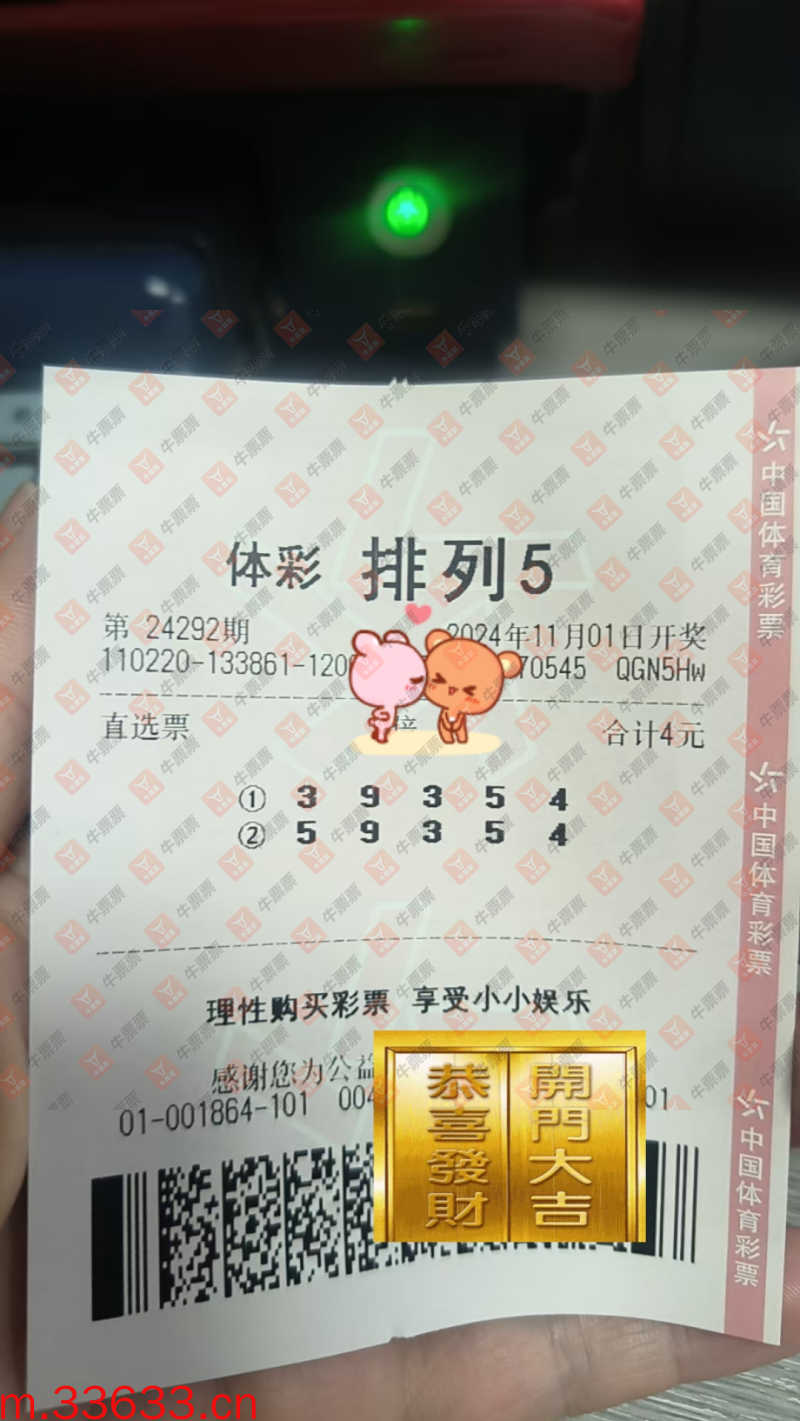 体彩 排列5
第 24292期 2024年11月01日开奖
110220-133861-120 70545 QGN5Hw
直选票 倍 合计4元
① 3 9 3 5 4
② 5 9 3 5 4
理性购买彩票 享受小小娱乐
感谢您为公益
01-001864-101 004 01
恭喜發財
開門大吉
中国体育彩票
中国体育彩票
中国体育彩票
牛票票
m.33633.cn